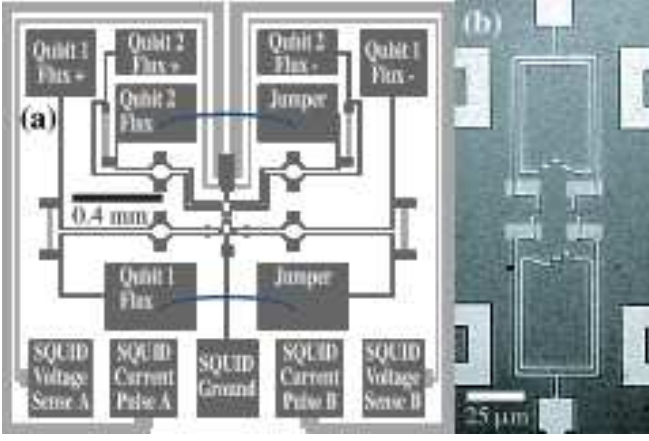 Qubit 1
Flux +
Qubit 2
Flux +
Qubit 2
Flux -
Qubit 1
Flux -
(a)
Qubit 2
Flux
Jumper
0.4 mm
Qubit 1
Flux
Jumper
SQUID
Voltage
Sense A
SQUID
Current
Pulse A
SQUID
Ground
SQUID
Current
Pulse B
SQUID
Voltage
Sense B
(b)
25 μm